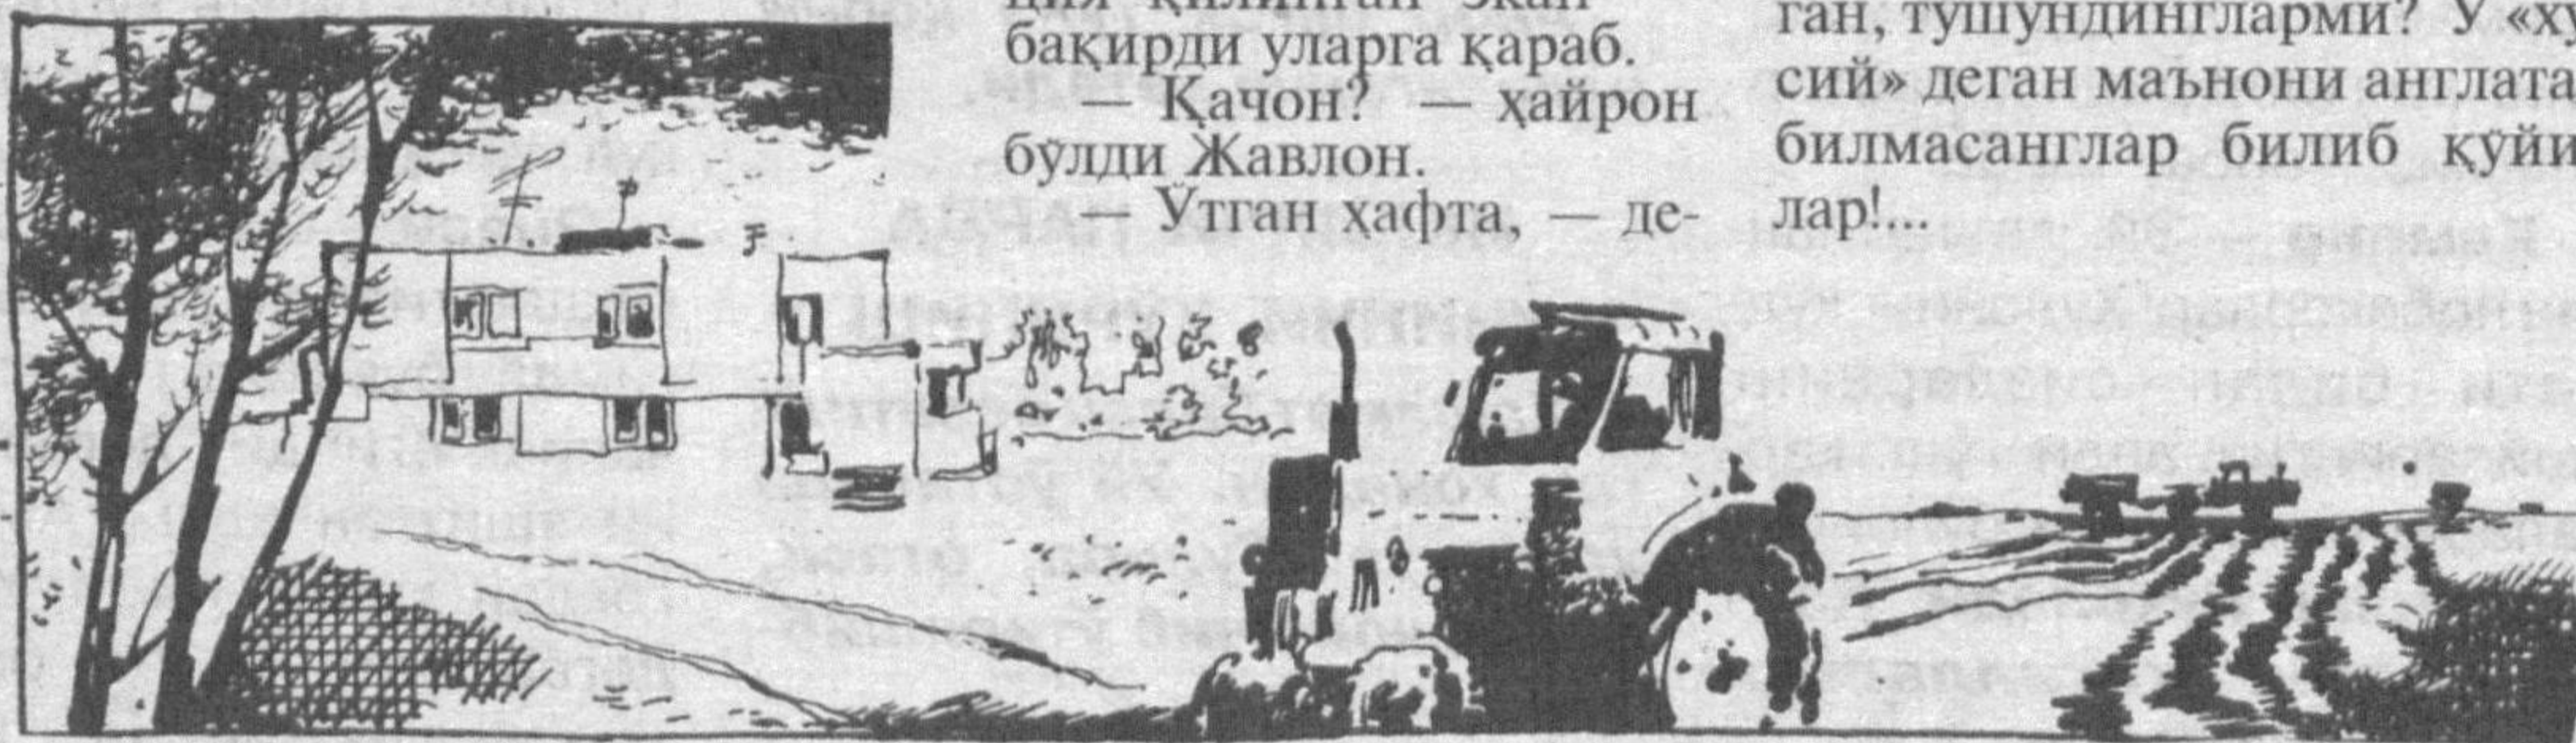 бақирди уларга қараб.
— Қачон? — ҳайрон
бўлди Жавлон.
— Ўтган ҳафта, — де-
ган, тушундингларми? У «ху
сий» деган маънони англата
билмасанглар билиб қўйи
лар!...